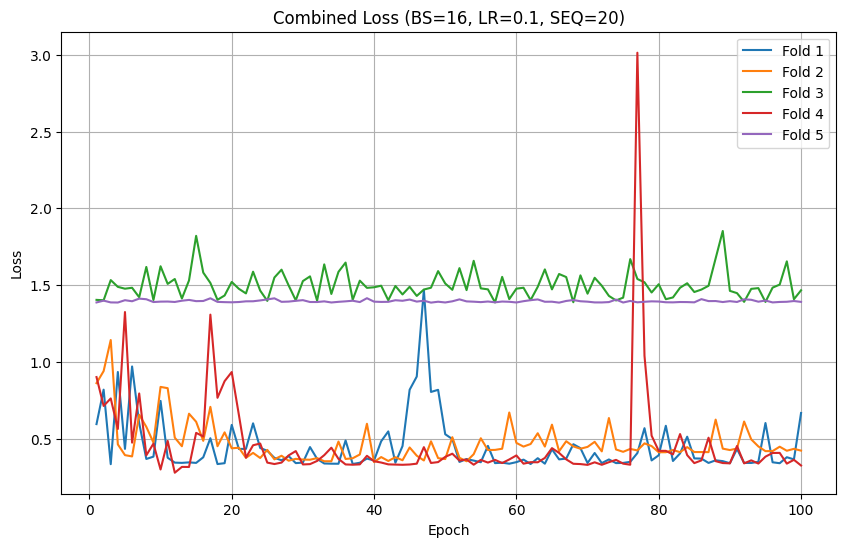 Combined Loss (BS=16, LR=0.1, SEQ=20)
3.0
2.5
2.0
1.5
1.0
0.5
Loss
0 20 40 60 80 100
Epoch
Fold 1
Fold 2
Fold 3
Fold 4
Fold 5